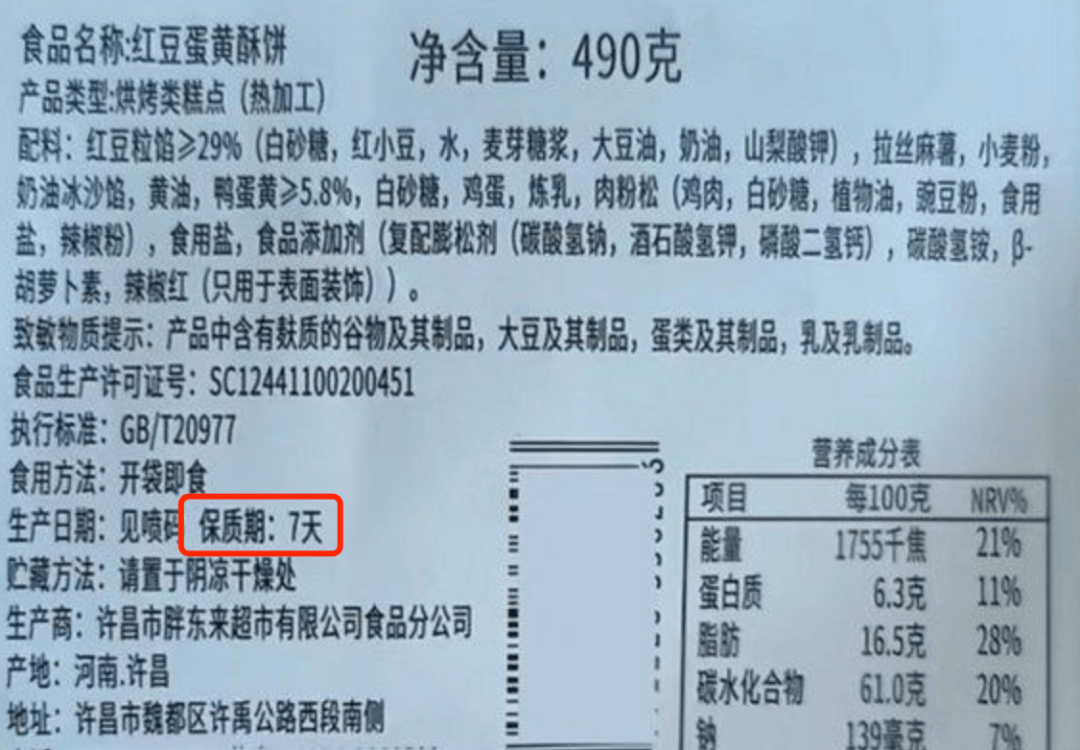 食品名称:红豆蛋黄酥饼
净含量：490克
产品类型:烘烤类糕点（热加工）
配料：红豆粒馅≥29%（白砂糖，红小豆，水，麦芽糖浆，大豆油，奶油，山梨酸钾），拉丝麻薯，小麦粉，
奶油冰沙馅，黄油，鸭蛋黄≥5.8%，白砂糖，鸡蛋，炼乳，肉粉松（鸡肉，白砂糖，植物油，豌豆粉，食用
盐，辣椒粉），食用盐，食品添加剂（复配膨松剂（碳酸氢钠，酒石酸氢钾，磷酸二氢钙），碳酸氢铵，β-
胡萝卜素，辣椒红（只用于表面装饰））。
致敏物质提示：产品中含有麸质的谷物及其制品，大豆及其制品，蛋类及其制品，乳及乳制品。
食品生产许可证号：SC12441100200451
执行标准：GB/T20977
食用方法：开袋即食
生产日期：见喷码 保质期：7天
贮藏方法：请置于阴凉干燥处
生产商：许昌市胖东来超市有限公司食品分公司
产地：河南.许昌
地址：许昌市魏都区许禹公路西段南侧
营养成分表
项目 每100克 NRV%
能量 1755千焦 21%
蛋白质 6.3克 11%
脂肪 16.5克 28%
碳水化合物 61.0克 20%
钠 139毫克 7%